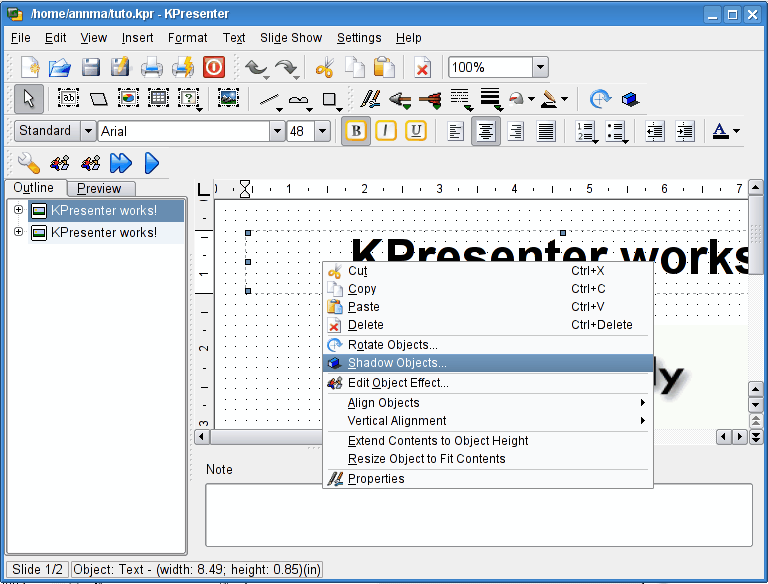 /home/annma/tuto.kpr - KPresenter
File Edit View Insert Format Text Slide Show Settings Help
100%
Standard Arial 48 B I U A
Outline Preview
1 2 3 4 5 6 7
KPresenter works!
KPresenter works!
KPresenter works
1
2
3
Cut Ctrl+X
Copy Ctrl+C
Paste Ctrl+V
Delete Ctrl+Delete
Rotate Objects...
Shadow Objects...
Edit Object Effect...
Align Objects
Vertical Alignment
Extend Contents to Object Height
Resize Object to Fit Contents
Properties
y
Note
Slide 1/2 Object: Text - (width: 8.49; height: 0.85)(in)